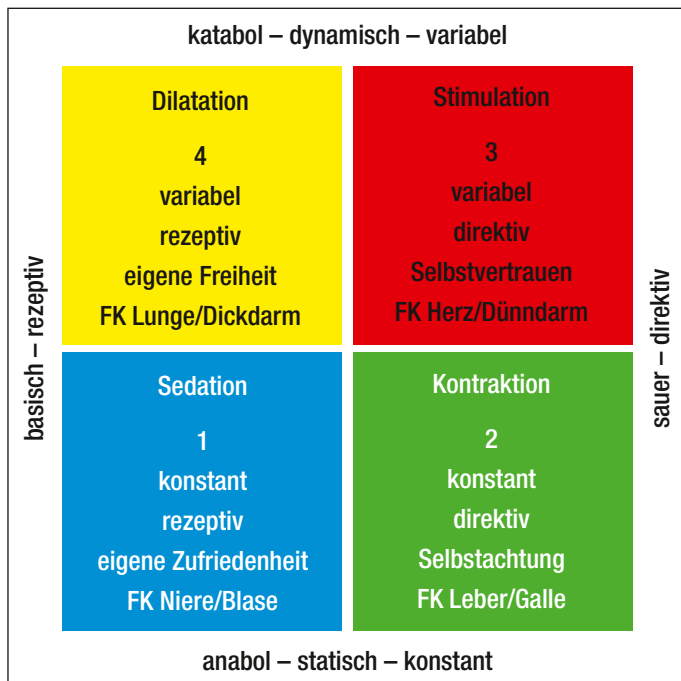 katabol – dynamisch – variabel
basisch – rezeptiv
Dilatation
4
variabel
rezeptiv
eigene Freiheit
FK Lunge/Dickdarm
Stimulation
3
variabel
direktiv
Selbstvertrauen
FK Herz/Dünndarm
sauer – direktiv
Sedation
1
konstant
rezeptiv
eigene Zufriedenheit
FK Niere/Blase
Kontraktion
2
konstant
direktiv
Selbstachtung
FK Leber/Galle
anabol – statisch – konstant